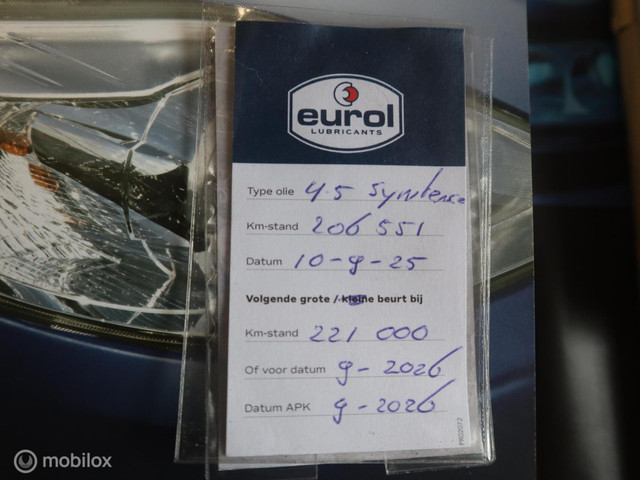 eurol
LUBRICANTS
Type olie 4.5 l
Km-stand 206 551
Datum 10-9-25
Volgende grote / kleine beurt bij
Km-stand 221 000
Of voor datum 9-2026
Datum APK 9-2026
mobilox